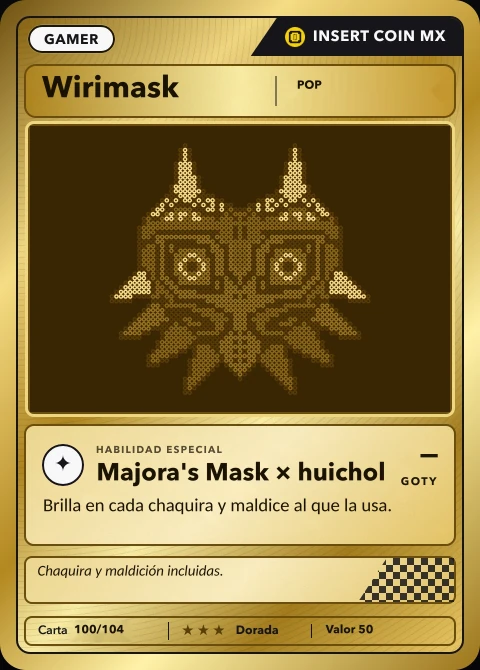 GAMER
INSERT COIN MX
Wirimask
POP
HABILIDAD ESPECIAL
Majora's Mask × huichol
—
GOTY
Brilla en cada chaquira y maldice al que la usa.
Chaquira y maldición incluidas.
Carta 100/104 ★★★ Dorada Valor 50